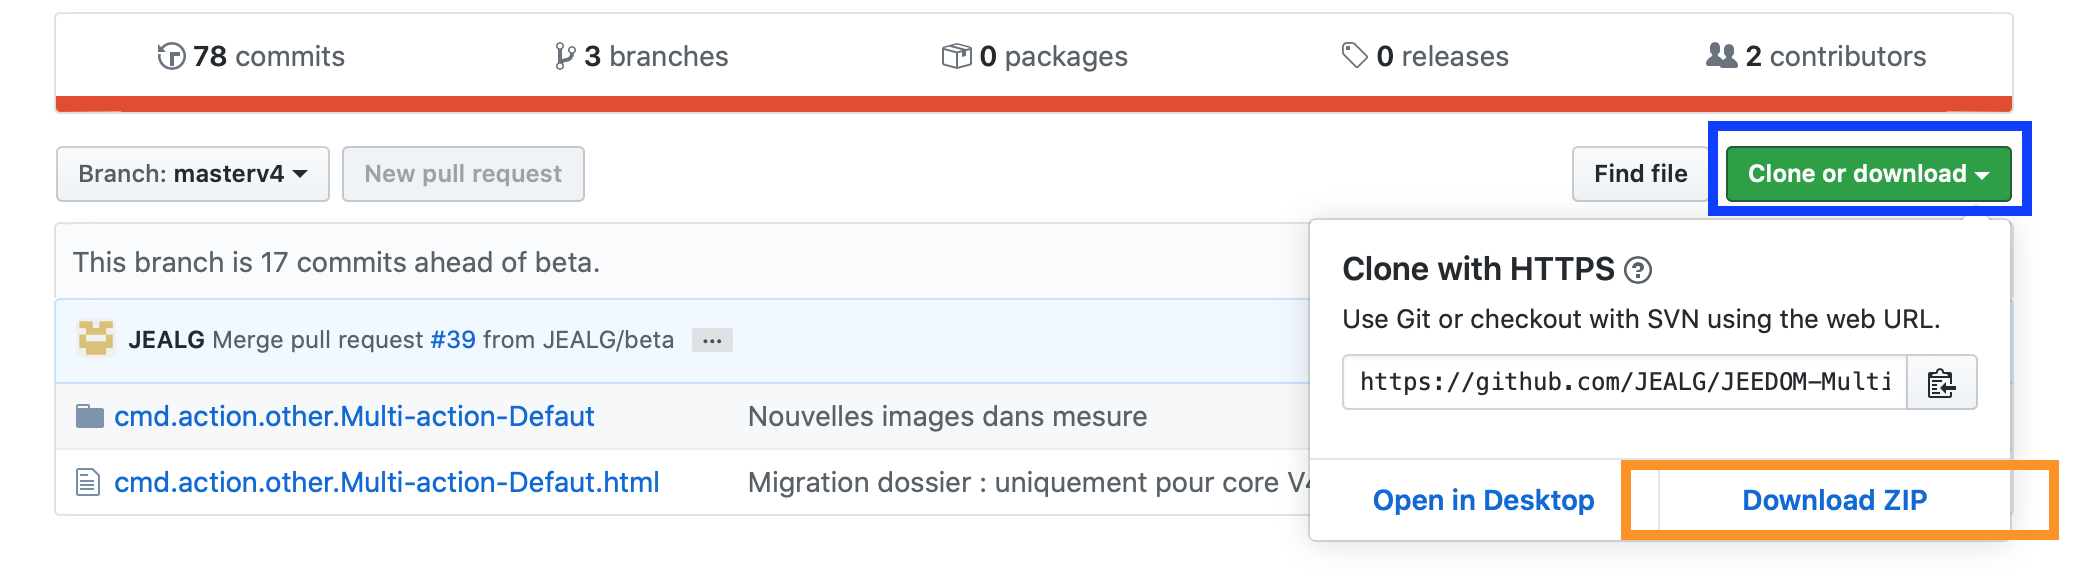 78 commits 3 branches 0 packages 0 releases 2 contributors
Branch: masterv4 New pull request Find file Clone or download
This branch is 17 commits ahead of beta.
Clone with HTTPS
Use Git or checkout with SVN using the web URL.
JEALG Merge pull request #39 from JEALG/beta ...
https://github.com/JEALG/JEEDOM-Multi
cmd.action.other.Multi-action-Defaut Nouvelles images dans mesure
cmd.action.other.Multi-action-Defaut.html Migration dossier : uniquement pour core V4
Open in Desktop Download ZIP